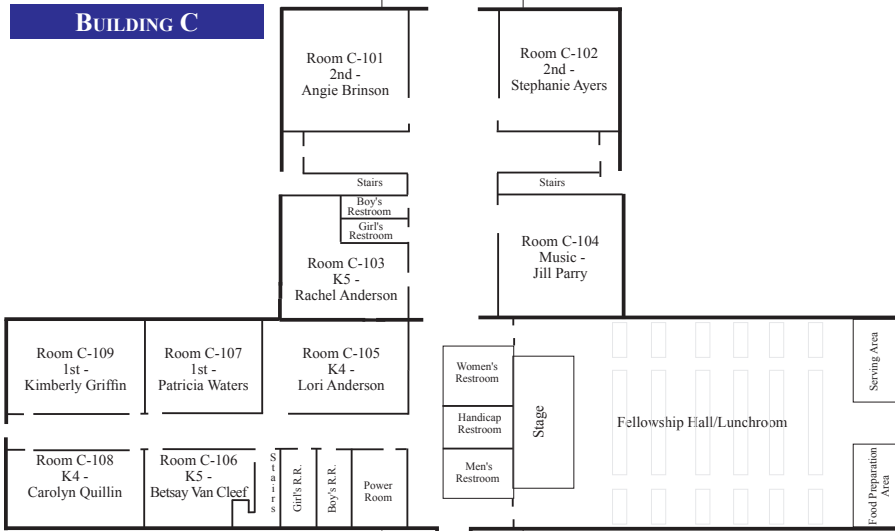 BUILDING C
Room C-101
2nd -
Angie Brinson
Room C-102
2nd -
Stephanie Ayers
Stairs
Stairs
Boy's
Restroom
Girl's
Restroom
Room C-103
K5 -
Rachel Anderson
Room C-104
Music -
Jill Parry
Room C-109
1st -
Kimberly Griffin
Room C-107
1st -
Patricia Waters
Room C-105
K4 -
Lori Anderson
Women's
Restroom
Handicap
Restroom
Men's
Restroom
Stage
Fellowship Hall/Lunchroom
Serving Area
Food Preparation
Area
Room C-108
K4 -
Carolyn Quillin
Room C-106
K5 -
Betsay Van Cleef
Stairs
Girl's R.R.
Boy's R.R.
Power
Room